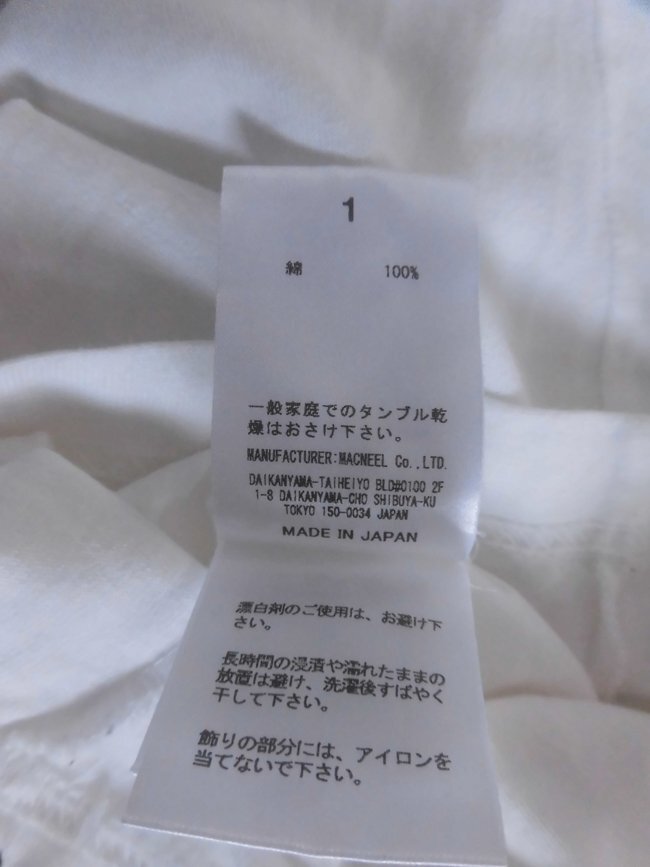 1
綿 100%
一般家庭でのタンブル乾
燥はおさけ下さい。
MANUFACTURER:MACNEEL Co.,LTD.
DAIKANYAMA-TAIHEIYO BLD#0100 2F
1-8 DAIKANYAMA-CHO SHIBUYA-KU
TOKYO 150-0034 JAPAN
MADE IN JAPAN
漂白剤のご使用は、お避け下
さい。
長時間の浸漬や濡れたままの
放置は避け、洗濯後すばやく
干して下さい。
飾りの部分には、アイロンを
当てないで下さい。